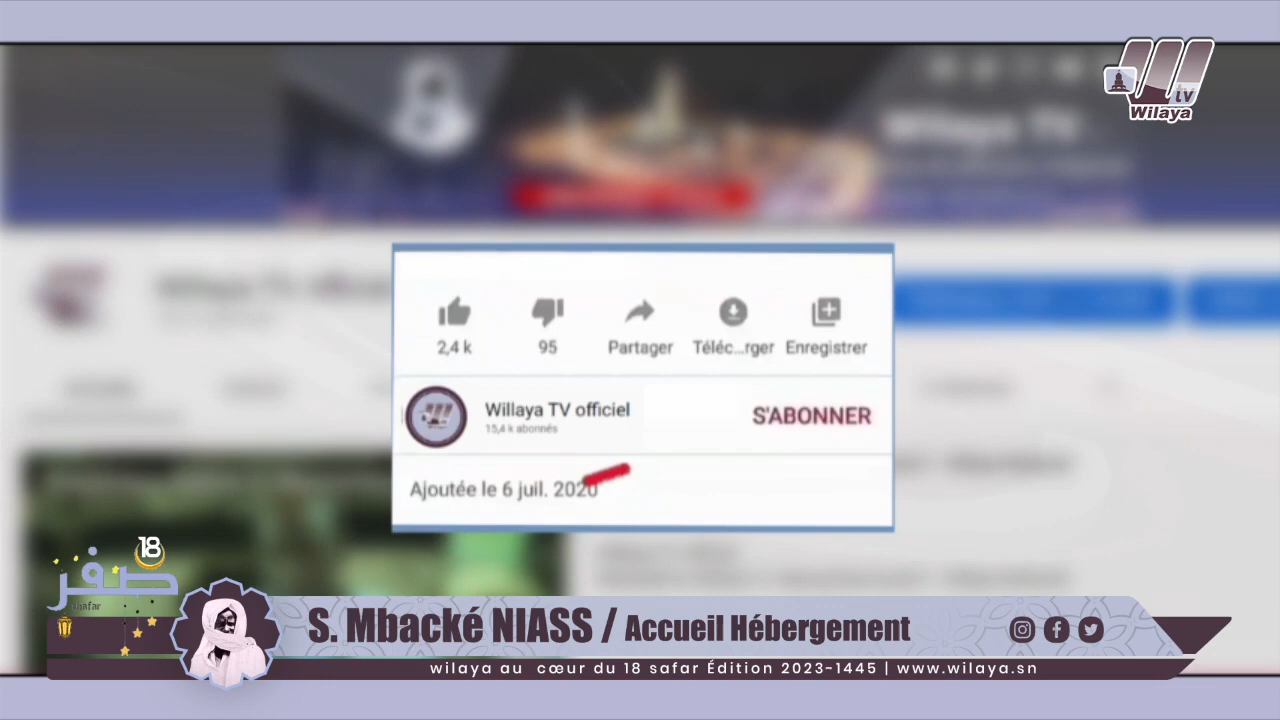 tv
Wilaya
Wilaya TV
2,4 k
95
Partager
Téléc...rger
Enregistrer
Willaya TV officiel
15,4 k abonnés
S'ABONNER
Ajoutée le 6 juil. 2020
18
صفر
S. Mbacké NIASS / Accueil Hébergement
wilaya au cœur du 18 safar Édition 2023-1445 | www.wilaya.sn